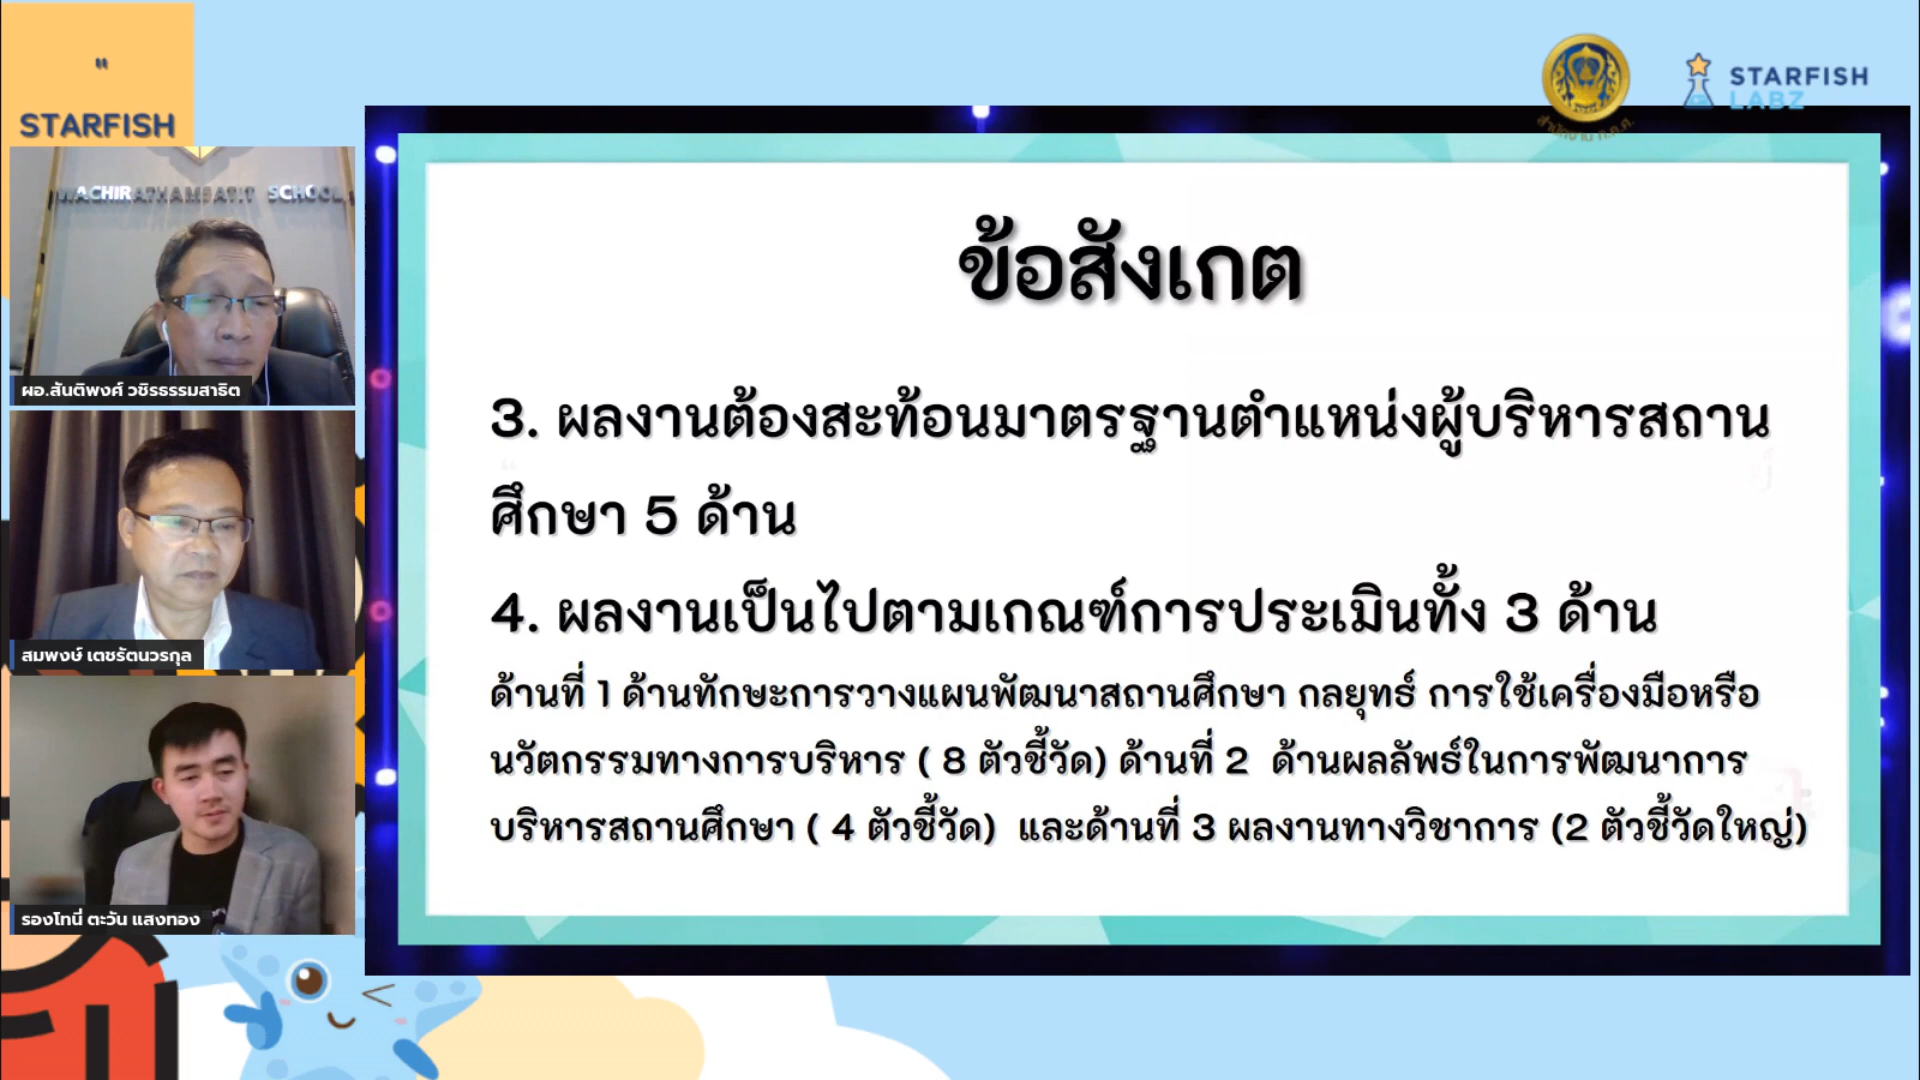 “
STARFISH
WACHIRATHAMSATIT SCHOOL
ผอ.สันติพงศ์ วชิรธรรมสาธิต
สมพงษ์ เตชรัตนวรกุล
รองโทนี่ ตะวัน แสงทอง
สำนักงาน ก.ค.ศ.
STARFISH
LABZ
ข้อสังเกต
3. ผลงานต้องสะท้อนมาตรฐานตำแหน่งผู้บริหารสถาน
ศึกษา 5 ด้าน
4. ผลงานเป็นไปตามเกณฑ์การประเมินทั้ง 3 ด้าน
ด้านที่ 1 ด้านทักษะการวางแผนพัฒนาสถานศึกษา กลยุทธ์ การใช้เครื่องมือหรือ
นวัตกรรมทางการบริหาร ( 8 ตัวชี้วัด) ด้านที่ 2 ด้านผลลัพธ์ในการพัฒนาการ
บริหารสถานศึกษา ( 4 ตัวชี้วัด) และด้านที่ 3 ผลงานทางวิชาการ (2 ตัวชี้วัดใหญ่)